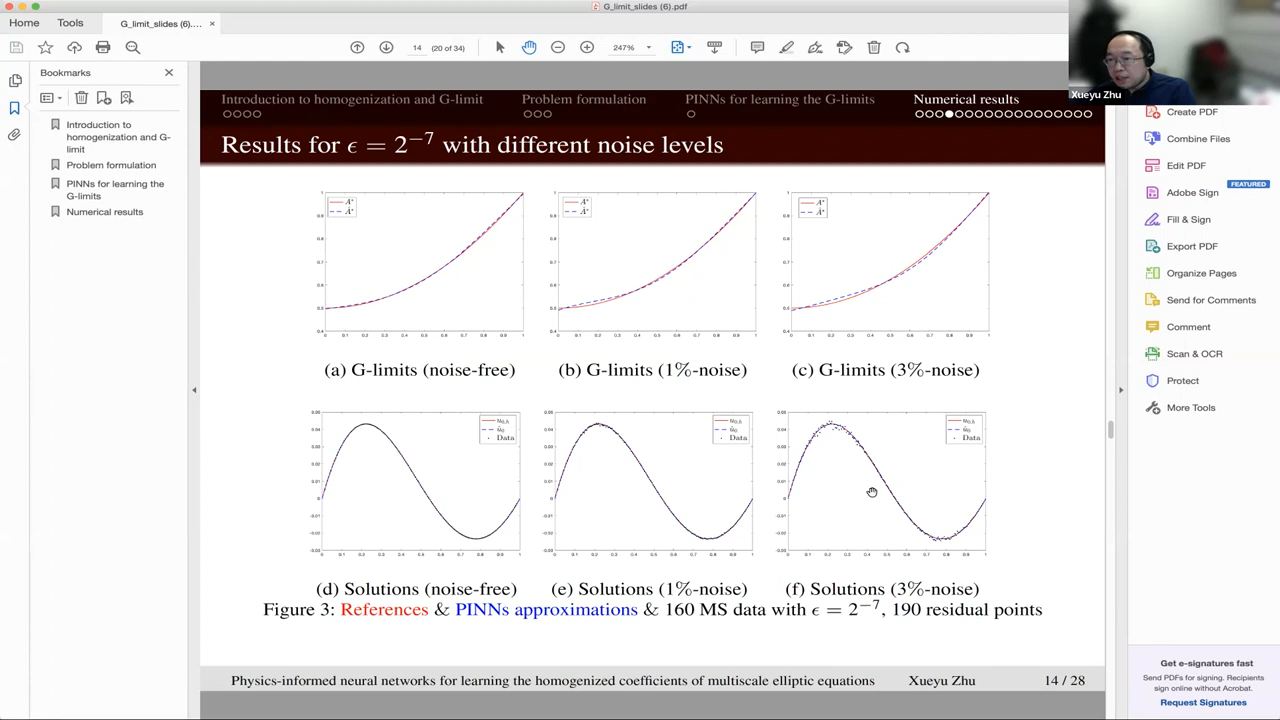 G_limit_slides (6).pdf
Home
Tools
G_limit_slides (6)....
14
(20 of 34)
247%
Xueyu Zhu
Bookmarks
Introduction to
homogenization and G-
limit
Problem formulation
PINNs for learning the
G-limits
Numerical results
Introduction to homogenization and G-limit
Problem formulation
PINNs for learning the G-limits
Numerical results
Results for ϵ = 2⁻⁷ with different noise levels
(a) G-limits (noise-free)
(b) G-limits (1%-noise)
(c) G-limits (3%-noise)
Data
Data
Data
(d) Solutions (noise-free)
(e) Solutions (1%-noise)
(f) Solutions (3%-noise)
Figure 3: References & PINNs approximations & 160 MS data with ϵ = 2⁻⁷, 190 residual points
Physics-informed neural networks for learning the homogenized coefficients of multiscale elliptic equations
Xueyu Zhu
14 / 28
Create PDF
Combine Files
Edit PDF
FEATURED
Adobe Sign
Fill & Sign
Export PDF
Organize Pages
Send for Comments
Comment
Scan & OCR
Protect
More Tools
Get e-signatures fast
Send PDFs for signing. Recipients
sign online without Acrobat.
Request Signatures